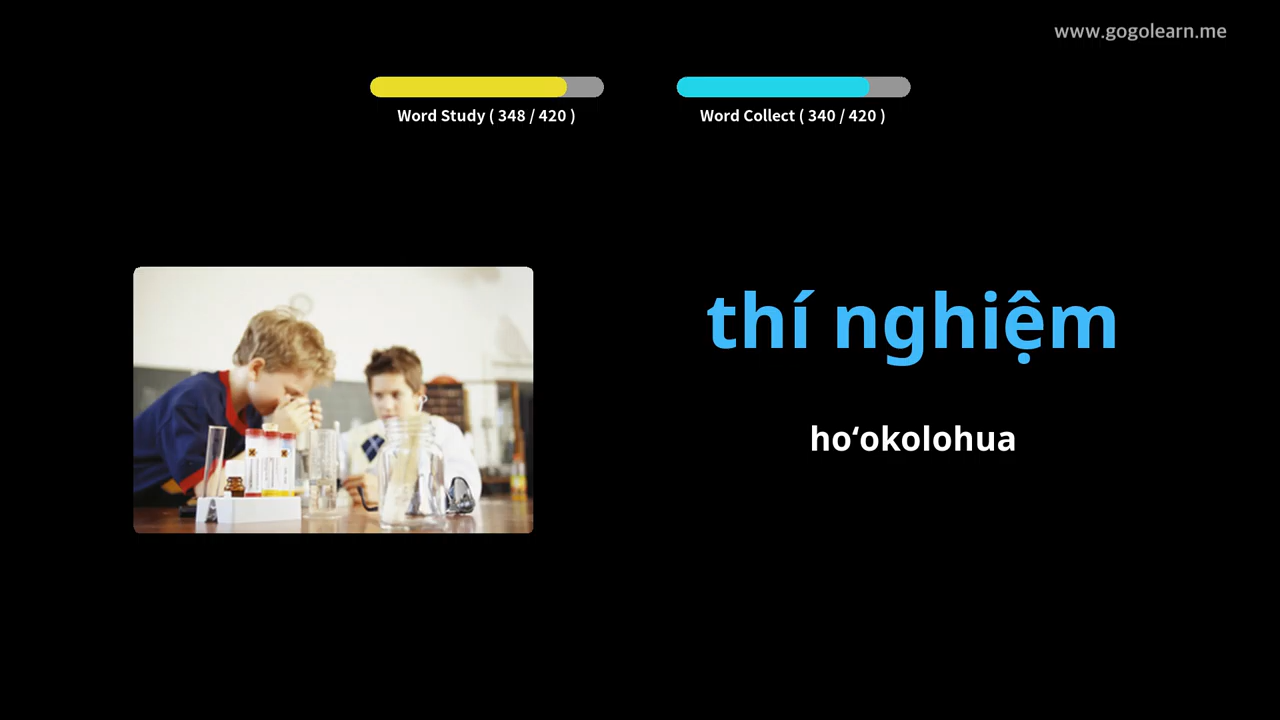 www.gogolearn.me
Word Study ( 348 / 420 )
Word Collect ( 340 / 420 )
thí nghiệm
hoʻokolohua